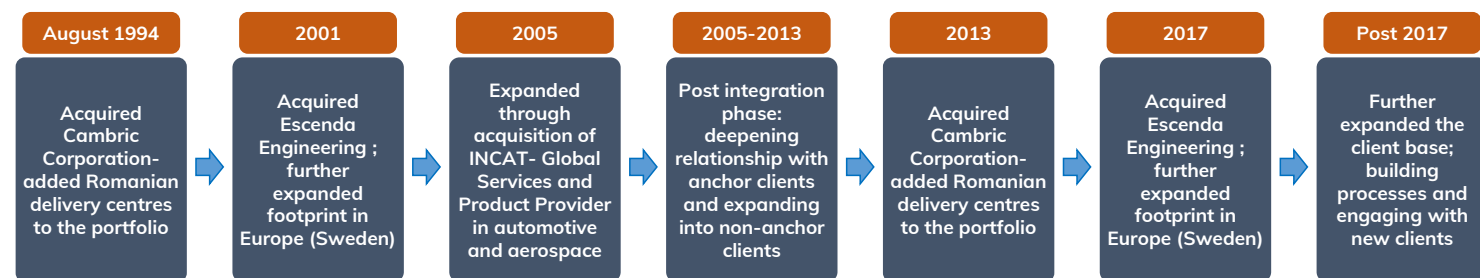 August 1994
Acquired
Cambric
Corporation-
added Romanian
delivery centres
to the portfolio
2001
Acquired
Escenda
Engineering ;
further
expanded
footprint in
Europe (Sweden)
2005
Expanded
through
acquisition of
INCAT- Global
Services and
Product Provider
in automotive
and aerospace
2005-2013
Post integration
phase:
deepening
relationship with
anchor clients
and expanding
into non-anchor
clients
2013
Acquired
Cambric
Corporation-
added Romanian
delivery centres
to the portfolio
2017
Acquired
Escenda
Engineering ;
further
expanded
footprint in
Europe (Sweden)
Post 2017
Further
expanded the
client base;
building
processes and
engaging with
new clients